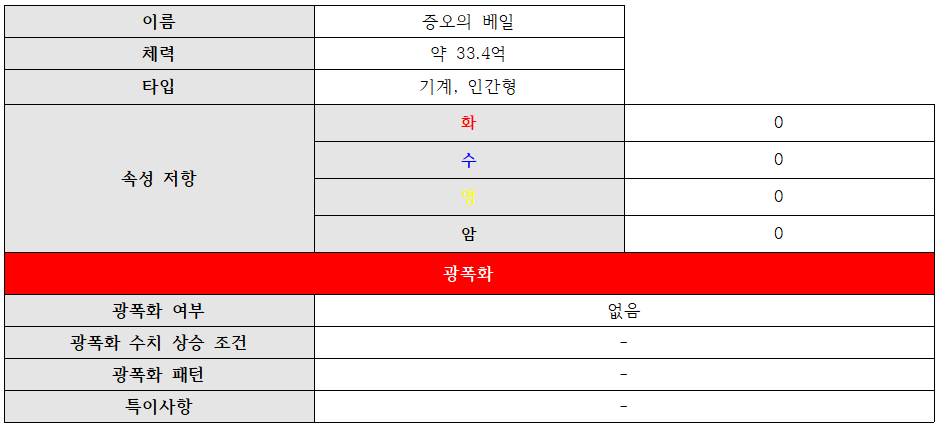 이름 증오의 베일
체력 약 33.4억
타입 기계, 인간형
속성 저항
화 0
수 0
명 0
암 0
광폭화
광폭화 여부 없음
광폭화 수치 상승 조건 -
광폭화 패턴 -
특이사항 -